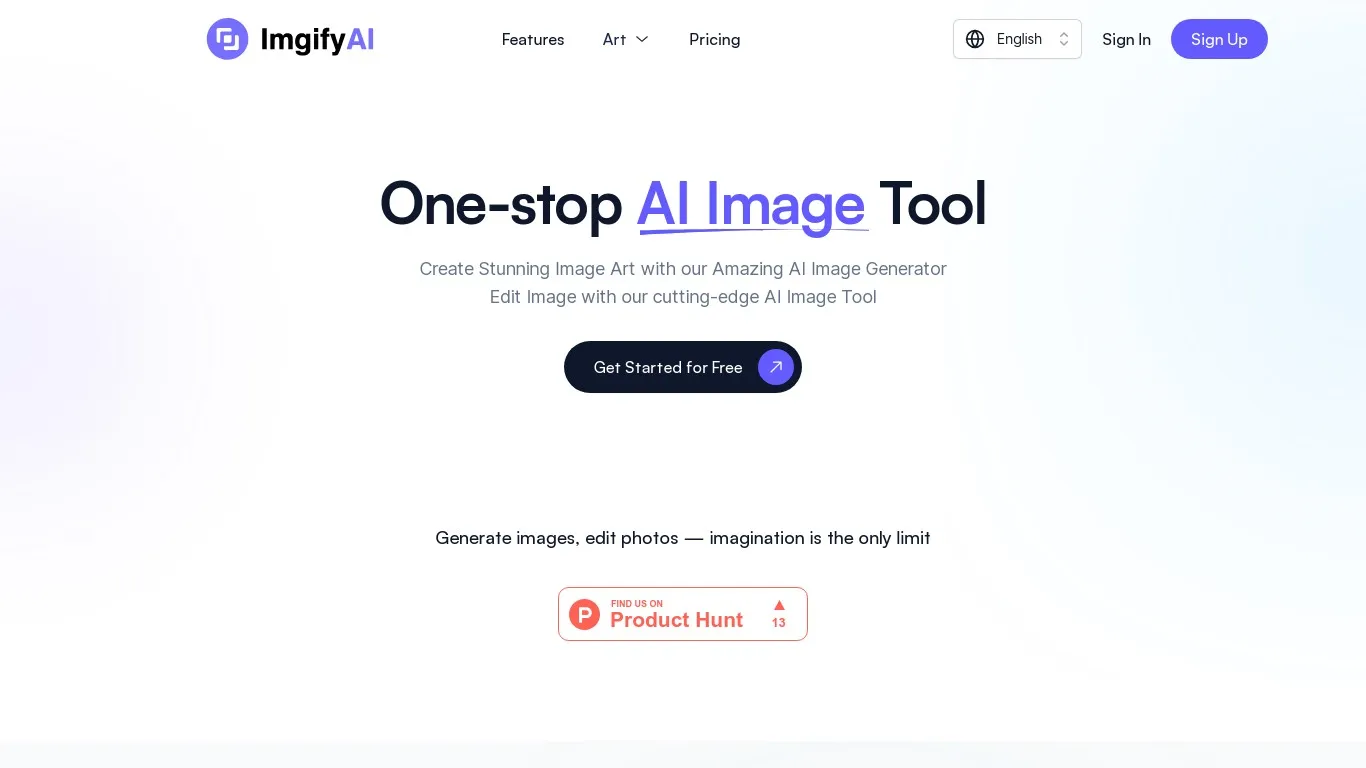 ImgifyAI
Features
Art
Pricing
English
Sign In
Sign Up
One-stop AI Image Tool
Create Stunning Image Art with our Amazing AI Image Generator
Edit Image with our cutting-edge AI Image Tool
Get Started for Free
Generate images, edit photos — imagination is the only limit
P
FIND US ON
Product Hunt
13